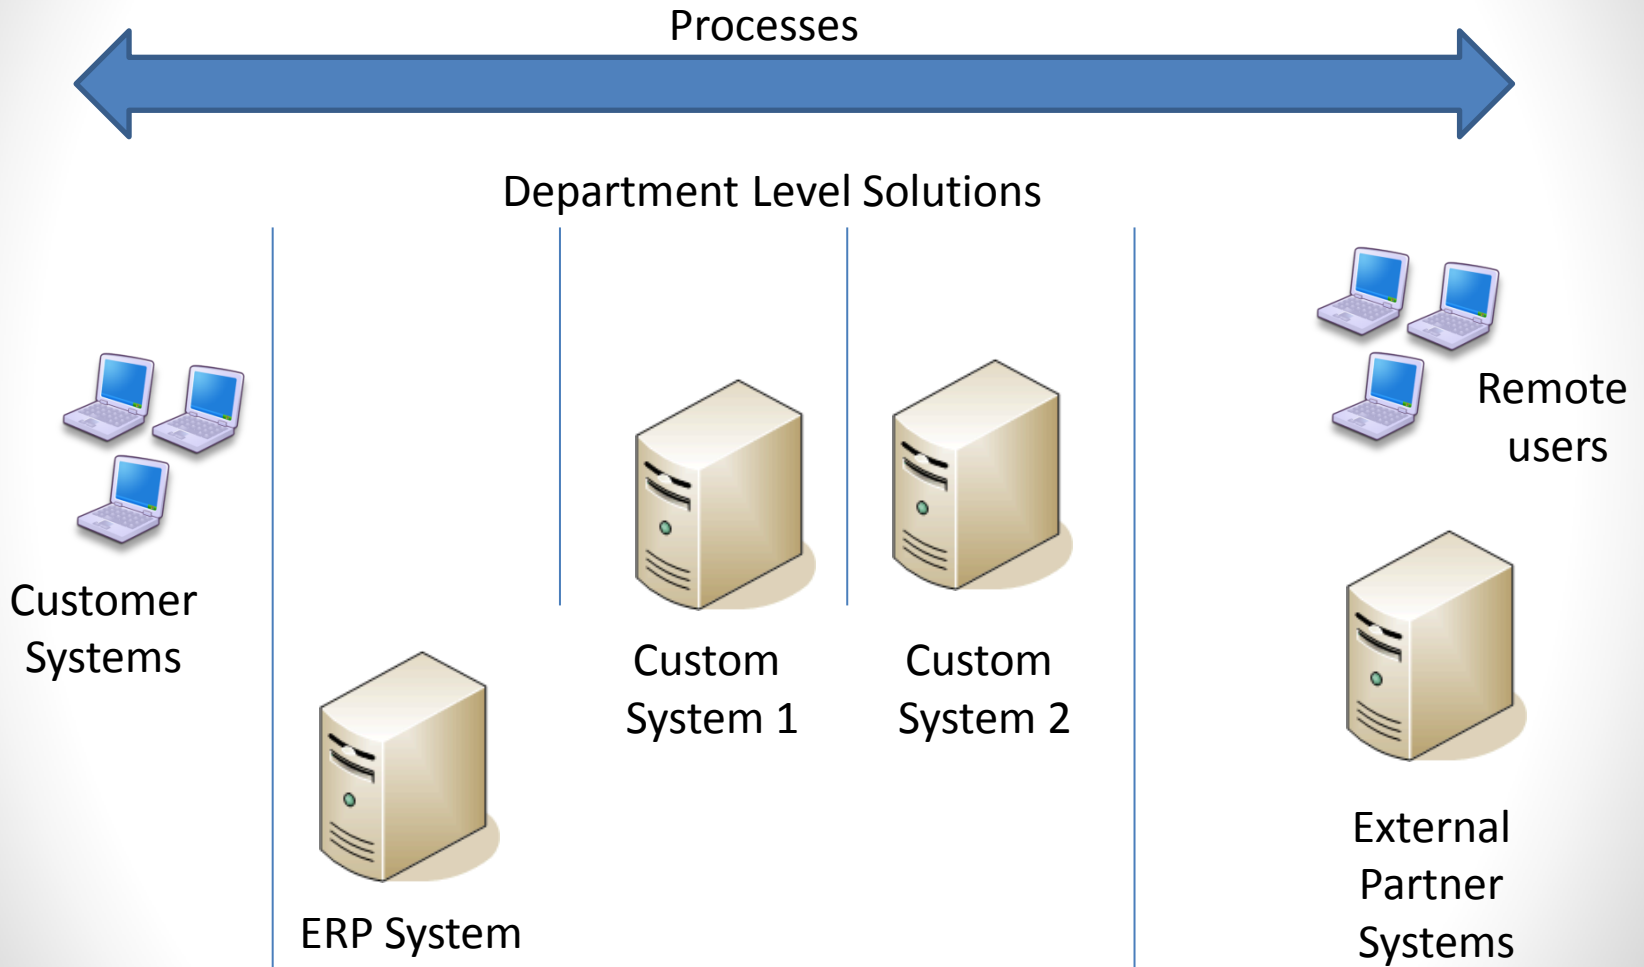 Processes
Department Level Solutions
Remote
users
Customer
Systems
Custom
System 1
Custom
System 2
ERP System
External
Partner
Systems